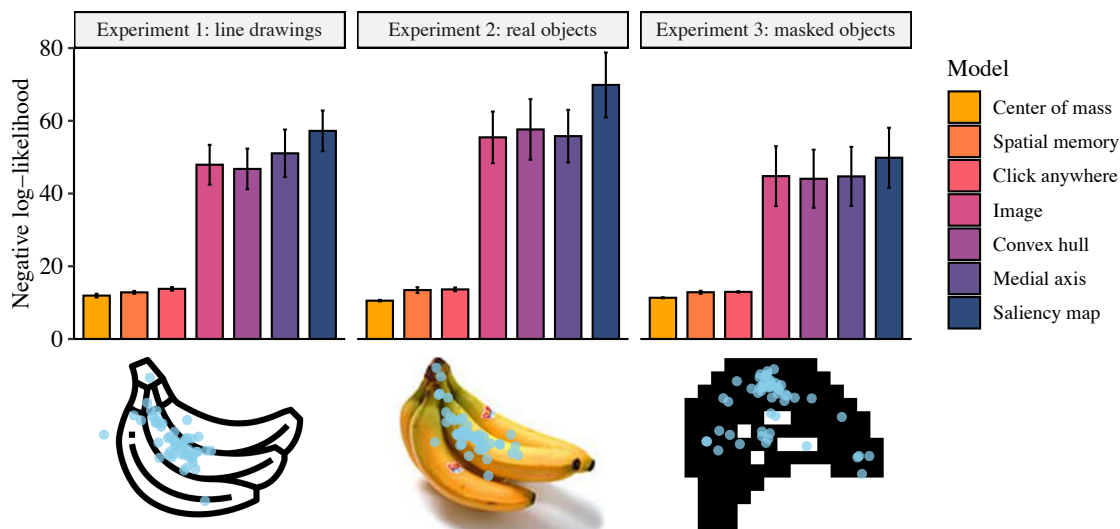 Experiment 1: line drawings
Experiment 2: real objects
Experiment 3: masked objects
Negative log−likelihood
80
60
40
20
0
Model
Center of mass
Spatial memory
Click anywhere
Image
Convex hull
Medial axis
Saliency map